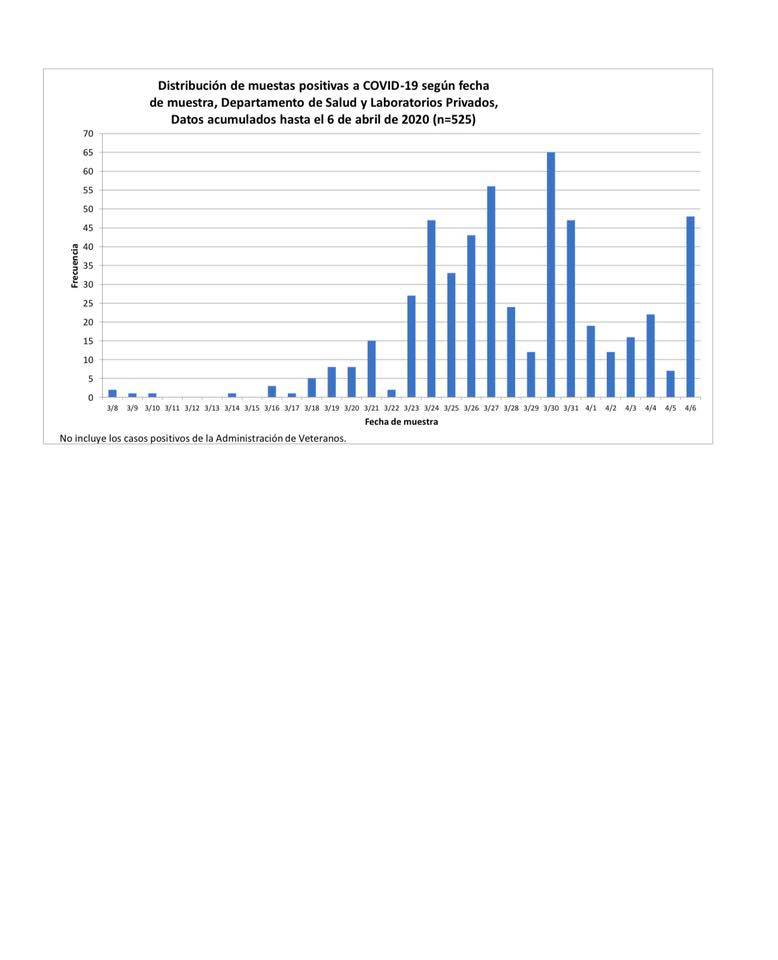 Distribución de muestas positivas a COVID-19 según fecha
de muestra, Departamento de Salud y Laboratorios Privados,
Datos acumulados hasta el 6 de abril de 2020 (n=525)
70
65
60
55
50
45
40
35
30
25
20
15
10
5
0
Frecuencia
3/8 3/9 3/10 3/11 3/12 3/13 3/14 3/15 3/16 3/17 3/18 3/19 3/20 3/21 3/22 3/23 3/24 3/25 3/26 3/27 3/28 3/29 3/30 3/31 4/1 4/2 4/3 4/4 4/5 4/6
Fecha de muestra
No incluye los casos positivos de la Administración de Veteranos.